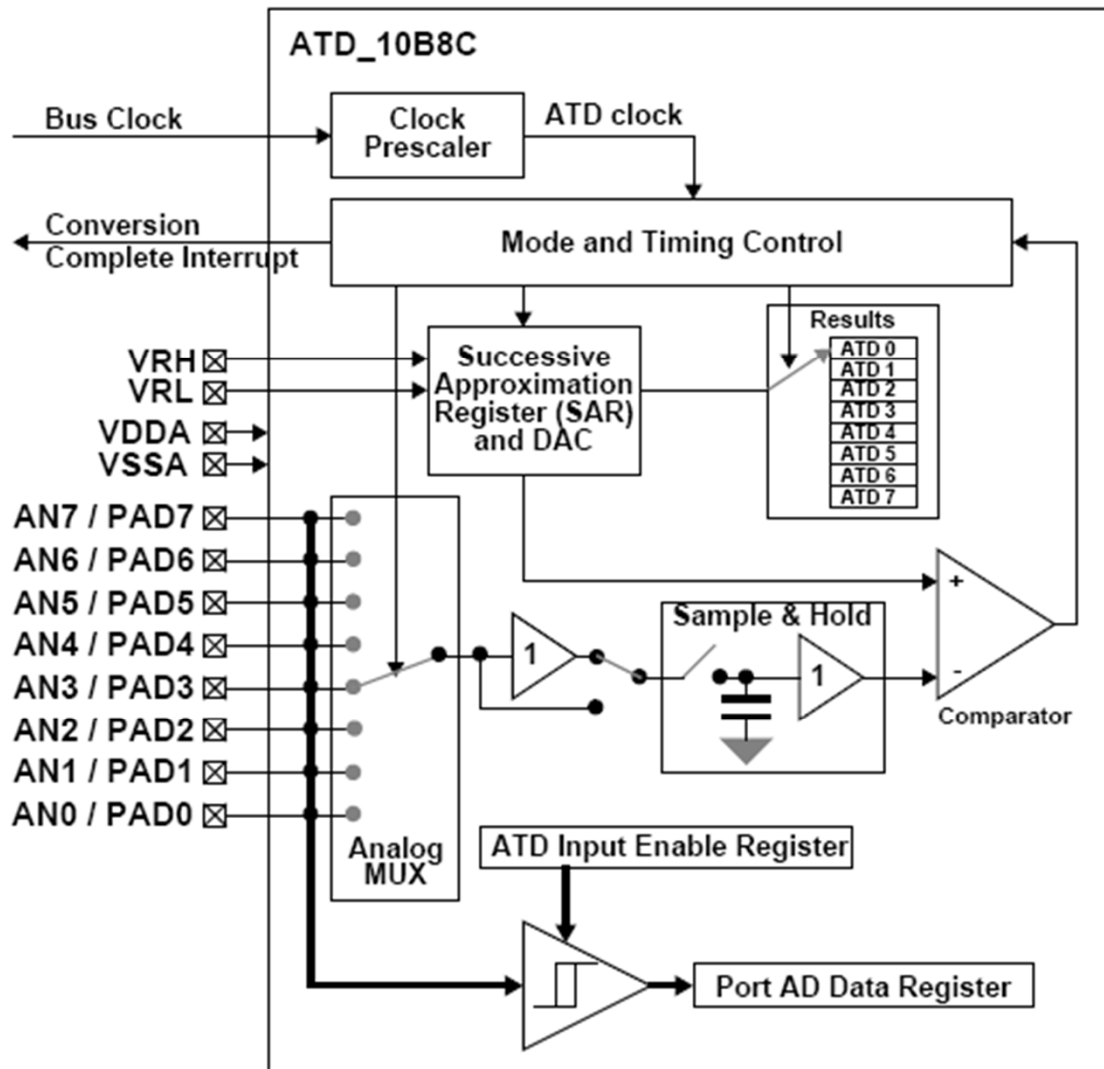 ATD_10B8C
Bus Clock
Clock
Prescaler
ATD clock
Conversion
Complete Interrupt
Mode and Timing Control
VRH
VRL
VDDA
VSSA
Successive
Approximation
Register (SAR)
and DAC
Results
ATD 0
ATD 1
ATD 2
ATD 3
ATD 4
ATD 5
ATD 6
ATD 7
AN7 / PAD7
AN6 / PAD6
AN5 / PAD5
AN4 / PAD4
AN3 / PAD3
AN2 / PAD2
AN1 / PAD1
AN0 / PAD0
Analog
MUX
1
Sample & Hold
1
+
-
Comparator
ATD Input Enable Register
Port AD Data Register